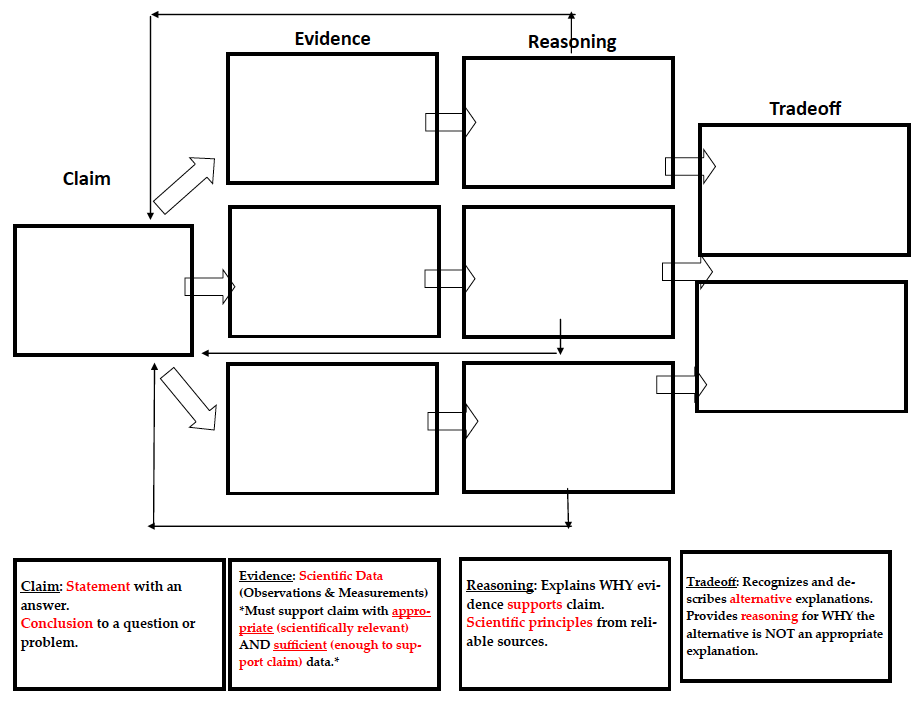 Evidence
Reasoning
Tradeoff
Claim
Claim: Statement with an
answer.
Conclusion to a question or
problem.
Evidence: Scientific Data
(Observations & Measurements)
*Must support claim with appro-
priate (scientifically relevant)
AND sufficient (enough to sup-
port claim) data.*
Reasoning: Explains WHY evi-
dence supports claim.
Scientific principles from reli-
able sources.
Tradeoff: Recognizes and de-
scribes alternative explanations.
Provides reasoning for WHY the
alternative is NOT an appropriate
explanation.